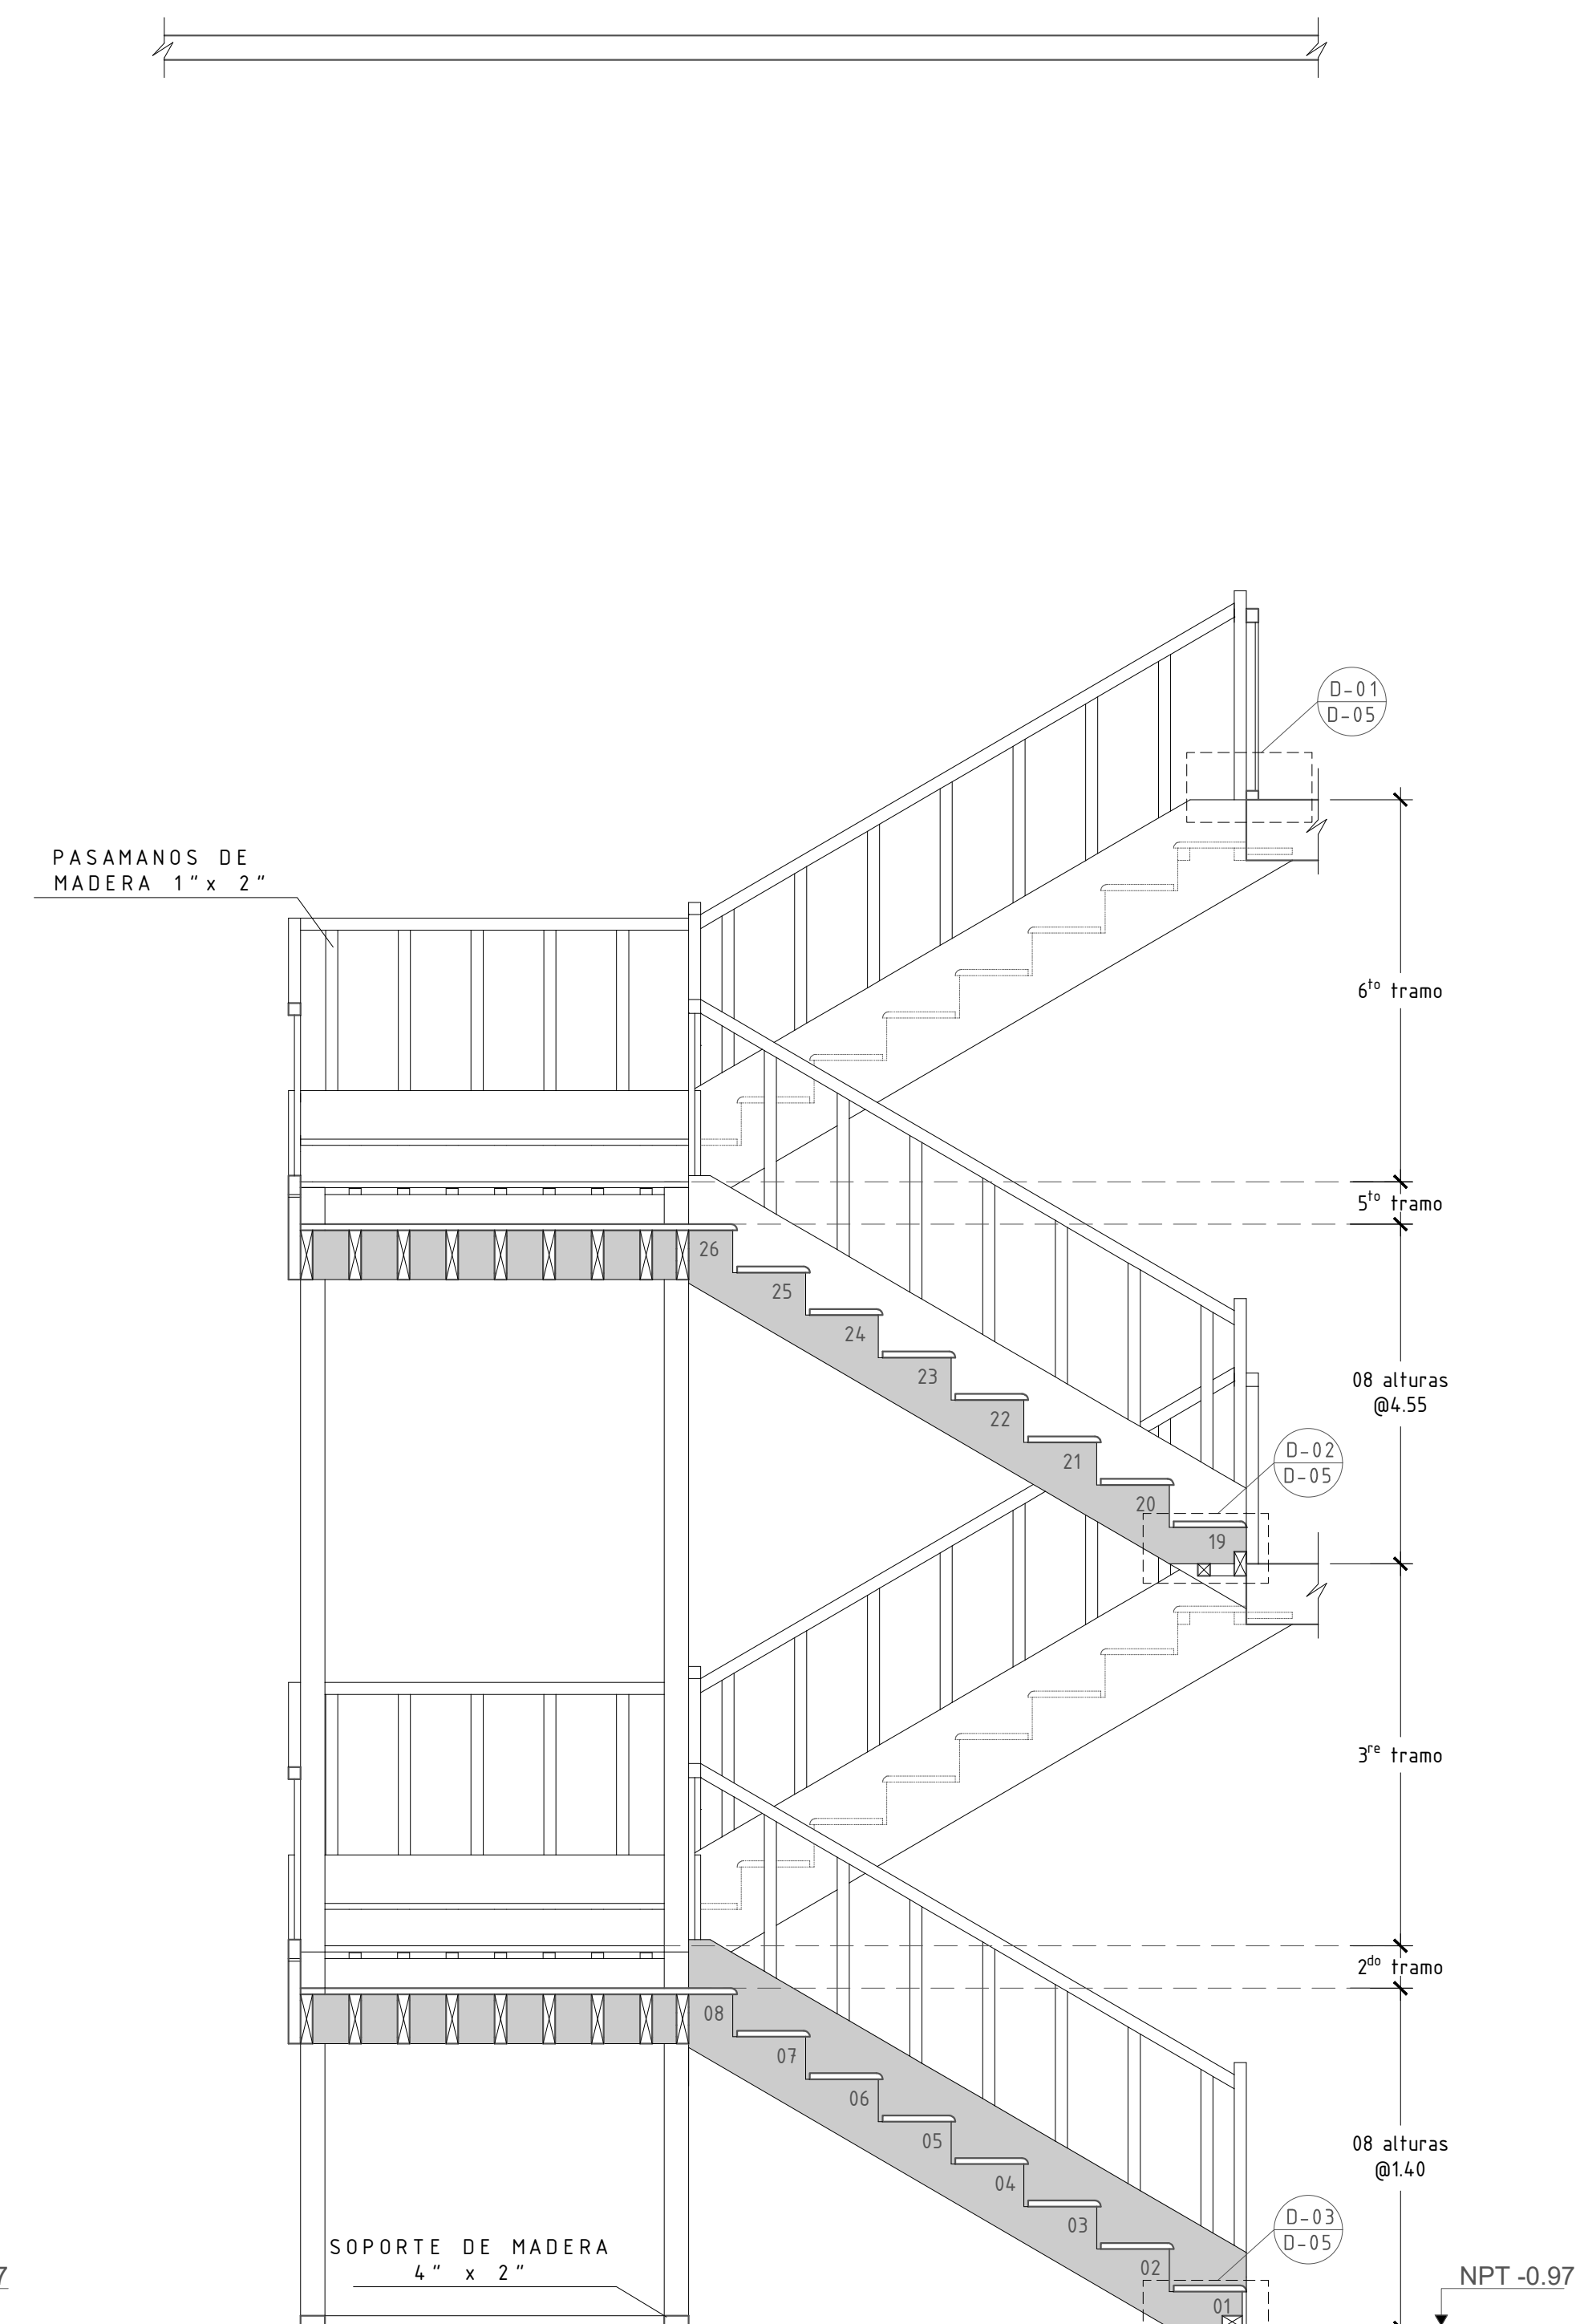 D-01
D-05
PASAMANOS DE
MADERA 1"x 2"
6to tramo
5to tramo
26
25
24
23
22
21
20
19
08 alturas
@4.55
D-02
D-05
3re tramo
2do tramo
08
07
06
05
04
03
02
01
08 alturas
@1.40
D-03
D-05
SOPORTE DE MADERA
4" x 2"
7
NPT -0.97